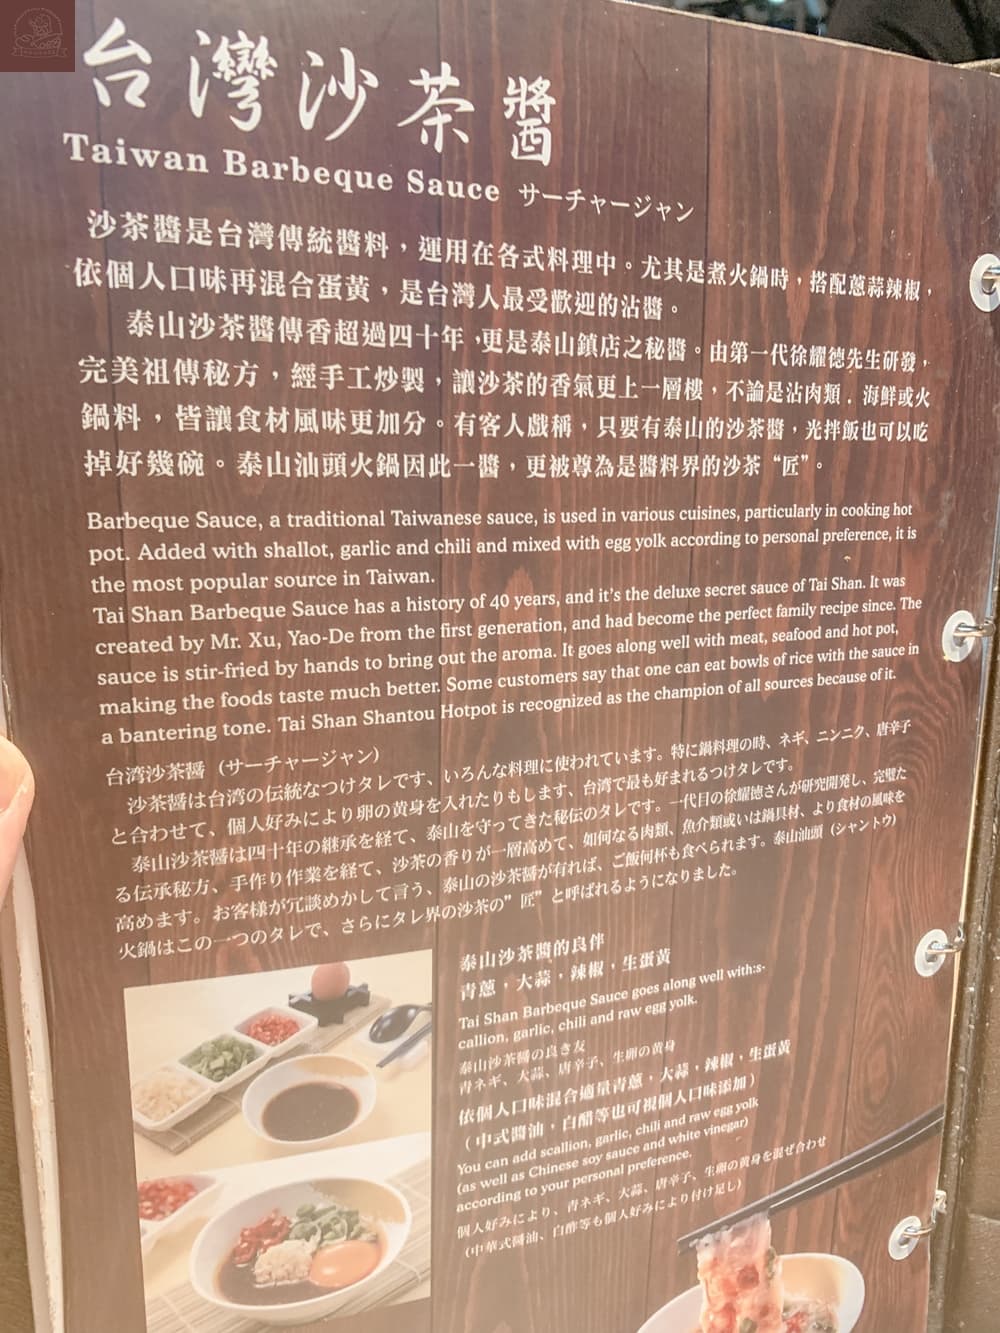 台灣沙茶醬
Taiwan Barbeque Sauce サーチャージャン
沙茶醬是台灣傳統醬料，運用在各式料理中。尤其是煮火鍋時，搭配蔥蒜辣椒，
依個人口味再混合蛋黃，是台灣人最受歡迎的沾醬。
泰山沙茶醬傳香超過四十年，更是泰山鎮店之秘醬。由第一代徐耀德先生研發，
完美祖傳秘方，經手工炒製，讓沙茶的香氣更上一層樓，不論是沾肉類．海鮮或火
鍋料，皆讓食材風味更加分。有客人戲稱，只要有泰山的沙茶醬，光拌飯也可以吃
掉好幾碗。泰山汕頭火鍋因此一醬，更被尊為是醬料界的沙茶“匠”。
Barbeque Sauce, a traditional Taiwanese sauce, is used in various cuisines, particularly in cooking hot
pot. Added with shallot, garlic and chili and mixed with egg yolk according to personal preference, it is
the most popular source in Taiwan.
Tai Shan Barbeque Sauce has a history of 40 years, and it's the deluxe secret sauce of Tai Shan. It was
created by Mr. Xu, Yao-De from the first generation, and had become the perfect family recipe since. The
sauce is stir-fried by hands to bring out the aroma. It goes along well with meat, seafood and hot pot,
making the foods taste much better. Some customers say that one can eat bowls of rice with the sauce in
a bantering tone. Tai Shan Shantou Hotpot is recognized as the champion of all sources because of it.
台湾沙茶醤（サーチャージャン）
沙茶醤は台湾の伝統なつけタレです、いろんな料理に使われています。特に鍋料理の時、ネギ、ニンニク、唐辛子
と合わせて、個人好みにより卵の黄身を入れたりもします、台湾で最も好まれるつけタレです。
泰山沙茶醤は四十年の継承を経て、泰山を守ってきた秘伝のタレです。一代目の徐耀徳さんが研究開発し、完璧た
る伝承秘方、手作り作業を経て、沙茶の香りが一層高めて、如何なる肉類、魚介類或いは鍋具材、より食材の風味を
高めます。お客様が冗談めかして言う、泰山の沙茶醤が有れば、ご飯何杯も食べられます。泰山汕頭（シャントウ）
火鍋はこの一つのタレで、さらにタレ界の沙茶の”匠”と呼ばれるようになりました。
泰山沙茶醬的良伴
青蔥，大蒜，辣椒，生蛋黃
Tai Shan Barbeque Sauce goes along well with:s-
callion, garlic, chili and raw egg yolk.
泰山沙茶醤の良き友
青ネギ、大蒜、唐辛子、生卵の黄身
依個人口味混合適量青蔥，大蒜，辣椒，生蛋黃
（中式醬油，白醋等也可視個人口味添加）
You can add scallion, garlic, chili and raw egg yolk
(as well as Chinese soy sauce and white vinegar)
according to your personal preference.
個人好みにより、青ネギ、大蒜、唐辛子、生卵の黄身を混ぜ合わせ
（中華式醤油、白酢等も個人好みにより付け足し）